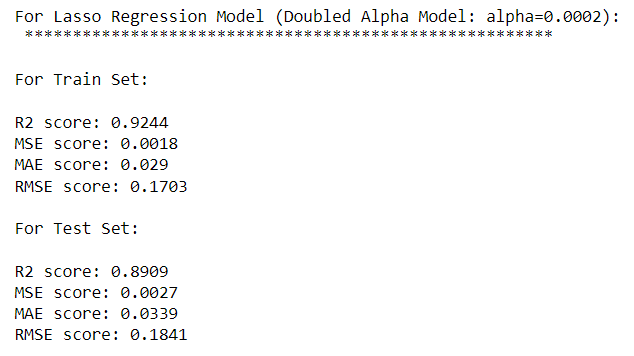 For Lasso Regression Model (Doubled Alpha Model: alpha=0.0002):
*******************************************************
For Train Set:
R2 score: 0.9244
MSE score: 0.0018
MAE score: 0.029
RMSE score: 0.1703
For Test Set:
R2 score: 0.8909
MSE score: 0.0027
MAE score: 0.0339
RMSE score: 0.1841